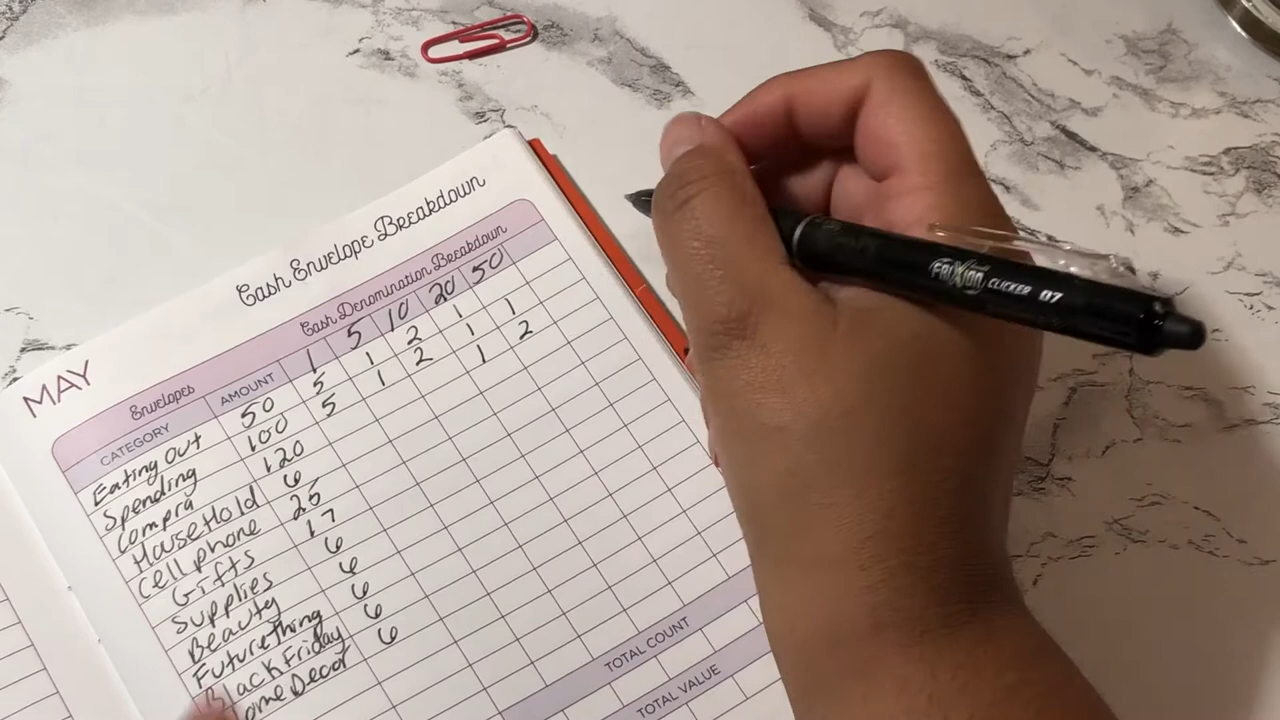 MAY
Cash Envelope Breakdown
Envelopes Cash Denomination Breakdown
CATEGORY AMOUNT 1 5 10 20 50
Eating Out 50 5 1 2 1
Spending 100 5 1 2 1 1
Compra 120 1 2
HouseHold 6
Cell phone 25
Gifts 17
Supplies 6
Beauty 6
Future thing 6
Black Friday 6
ome Decor 6
TOTAL COUNT
TOTAL VALUE
FRIXION CLICKER 07